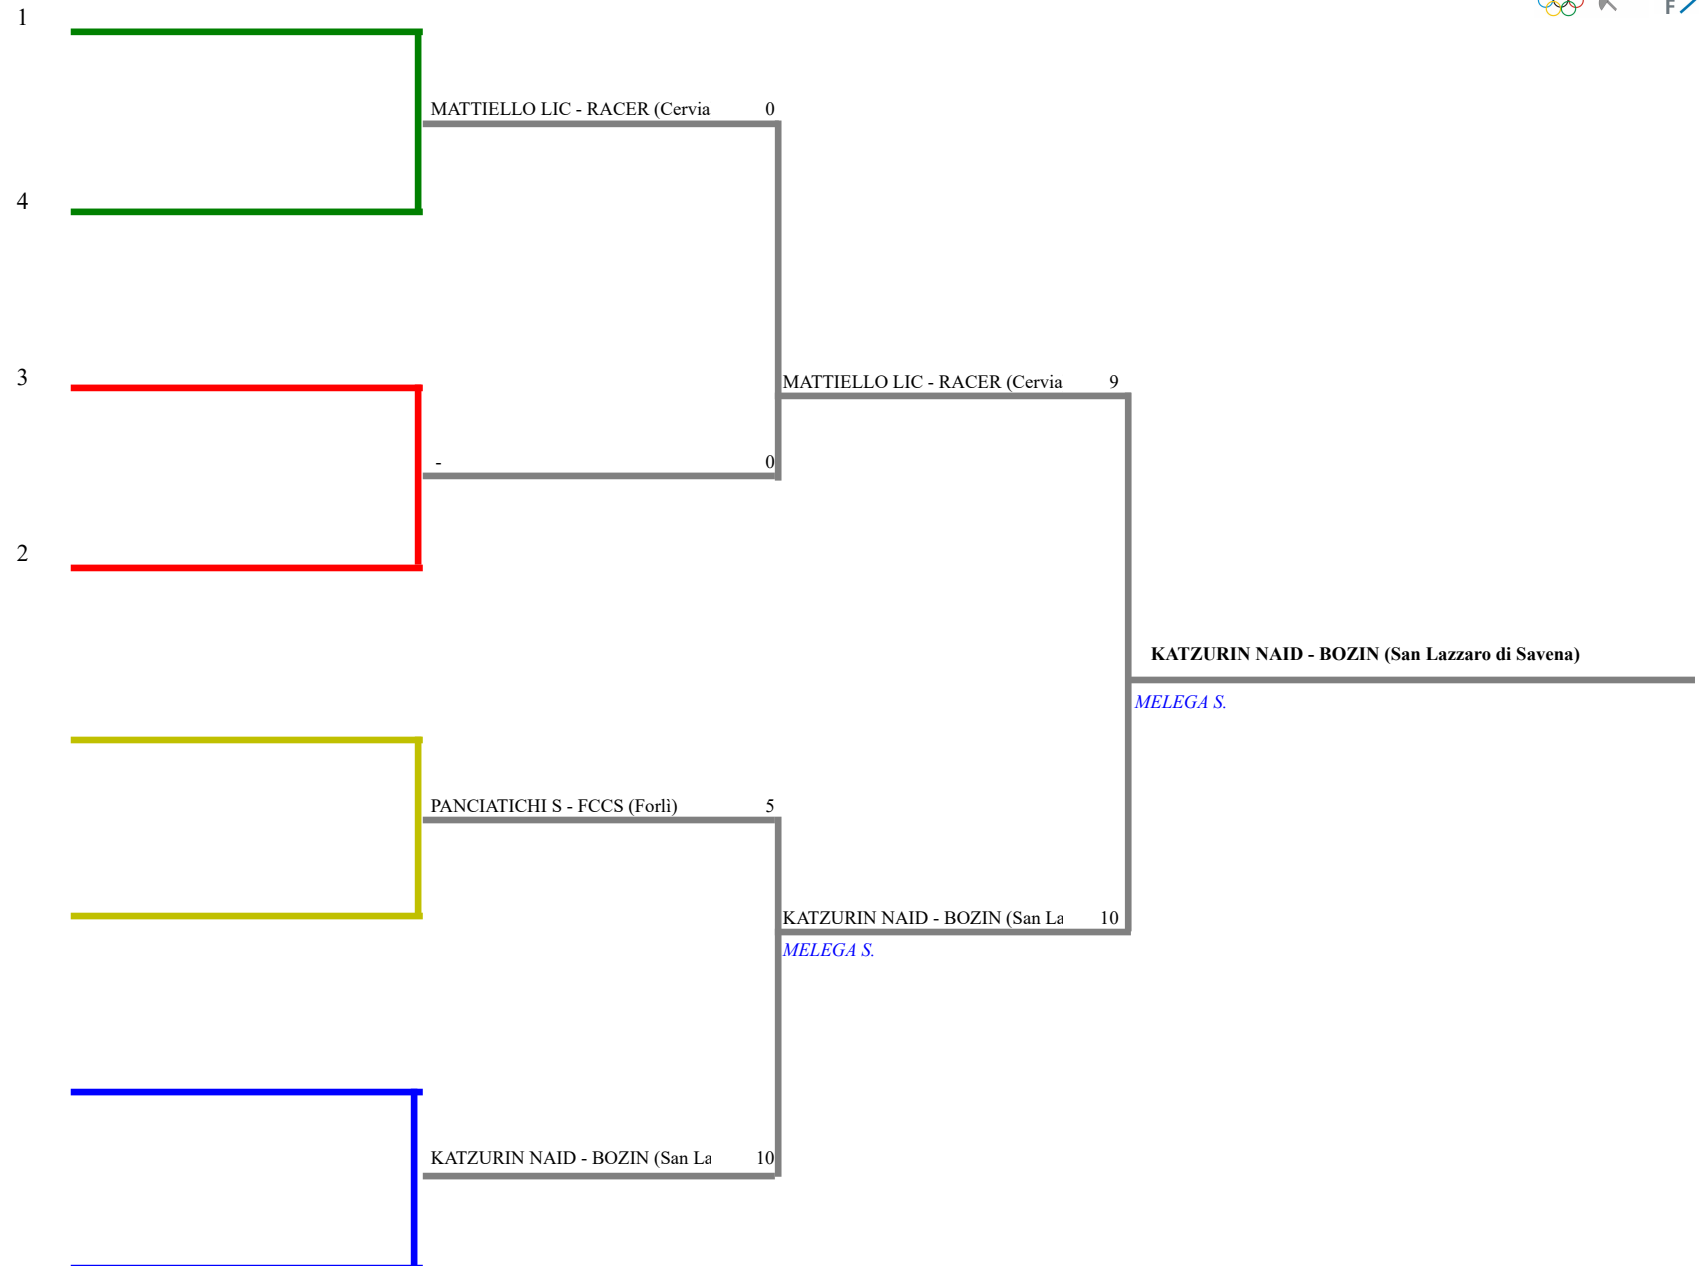 1
F
MATTIELLO LIC - RACER (Cervia 0
4
3
MATTIELLO LIC - RACER (Cervia 9
- 0
2
KATZURIN NAID - BOZIN (San Lazzaro di Savena)
MELEGA S.
PANCIATICHI S - FCCS (Forlì) 5
KATZURIN NAID - BOZIN (San La 10
MELEGA S.
KATZURIN NAID - BOZIN (San La 10